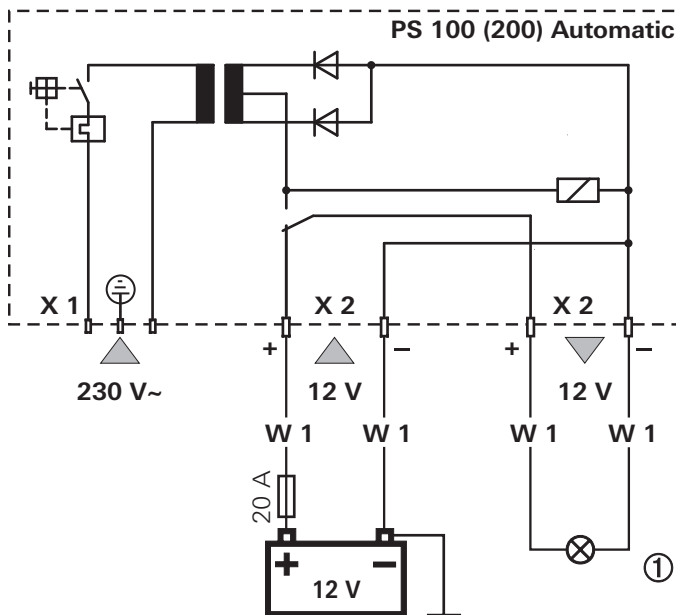 PS 100 (200) Automatic
X 1
X 2
X 2
+
−
+
−
230 V~
12 V
12 V
W 1
W 1
W 1
W 1
20 A
+
−
12 V
①